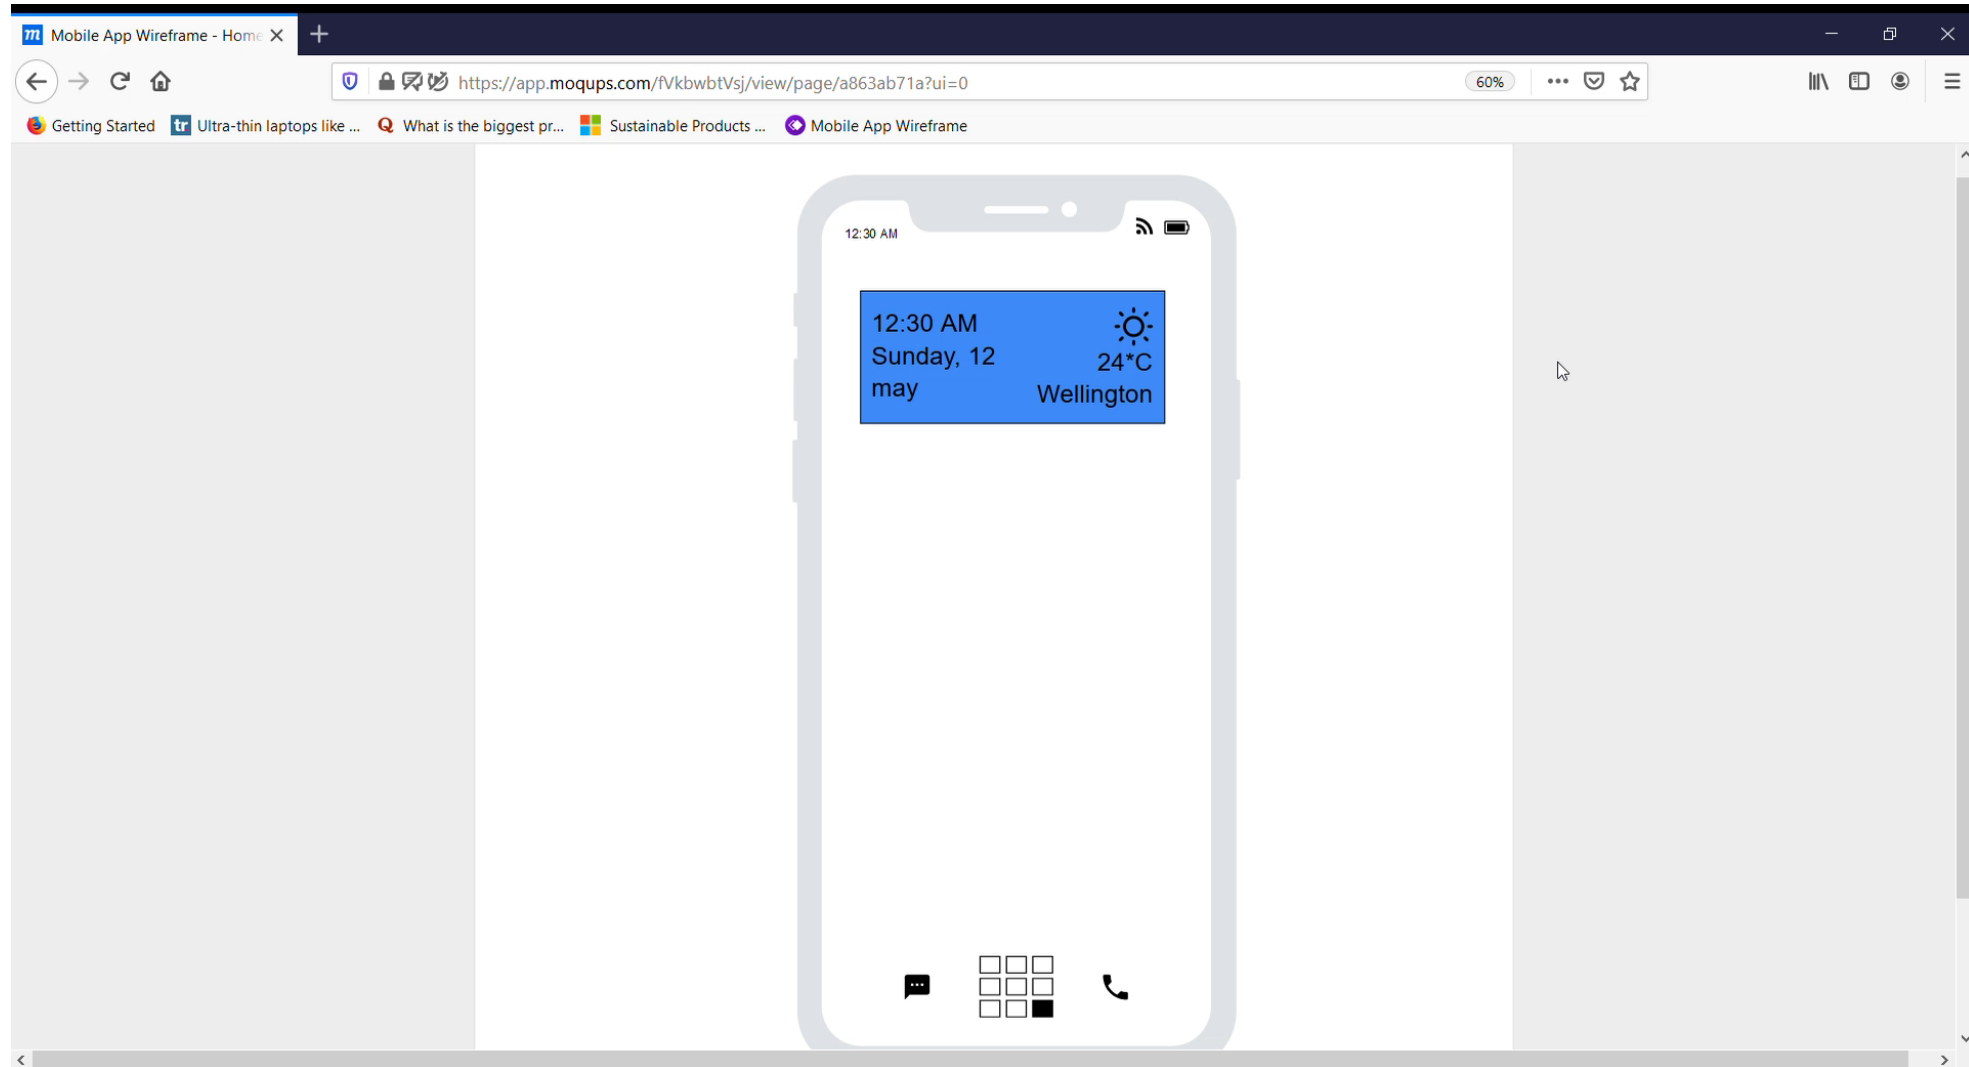 m Mobile App Wireframe - Home
https://app.moqups.com/fVkbwbtVsj/view/page/a863ab71a?ui=0
60%
Getting Started
tr Ultra-thin laptops like ...
Q What is the biggest pr...
Sustainable Products ...
Mobile App Wireframe
12:30 AM
12:30 AM
Sunday, 12
may
24*C
Wellington